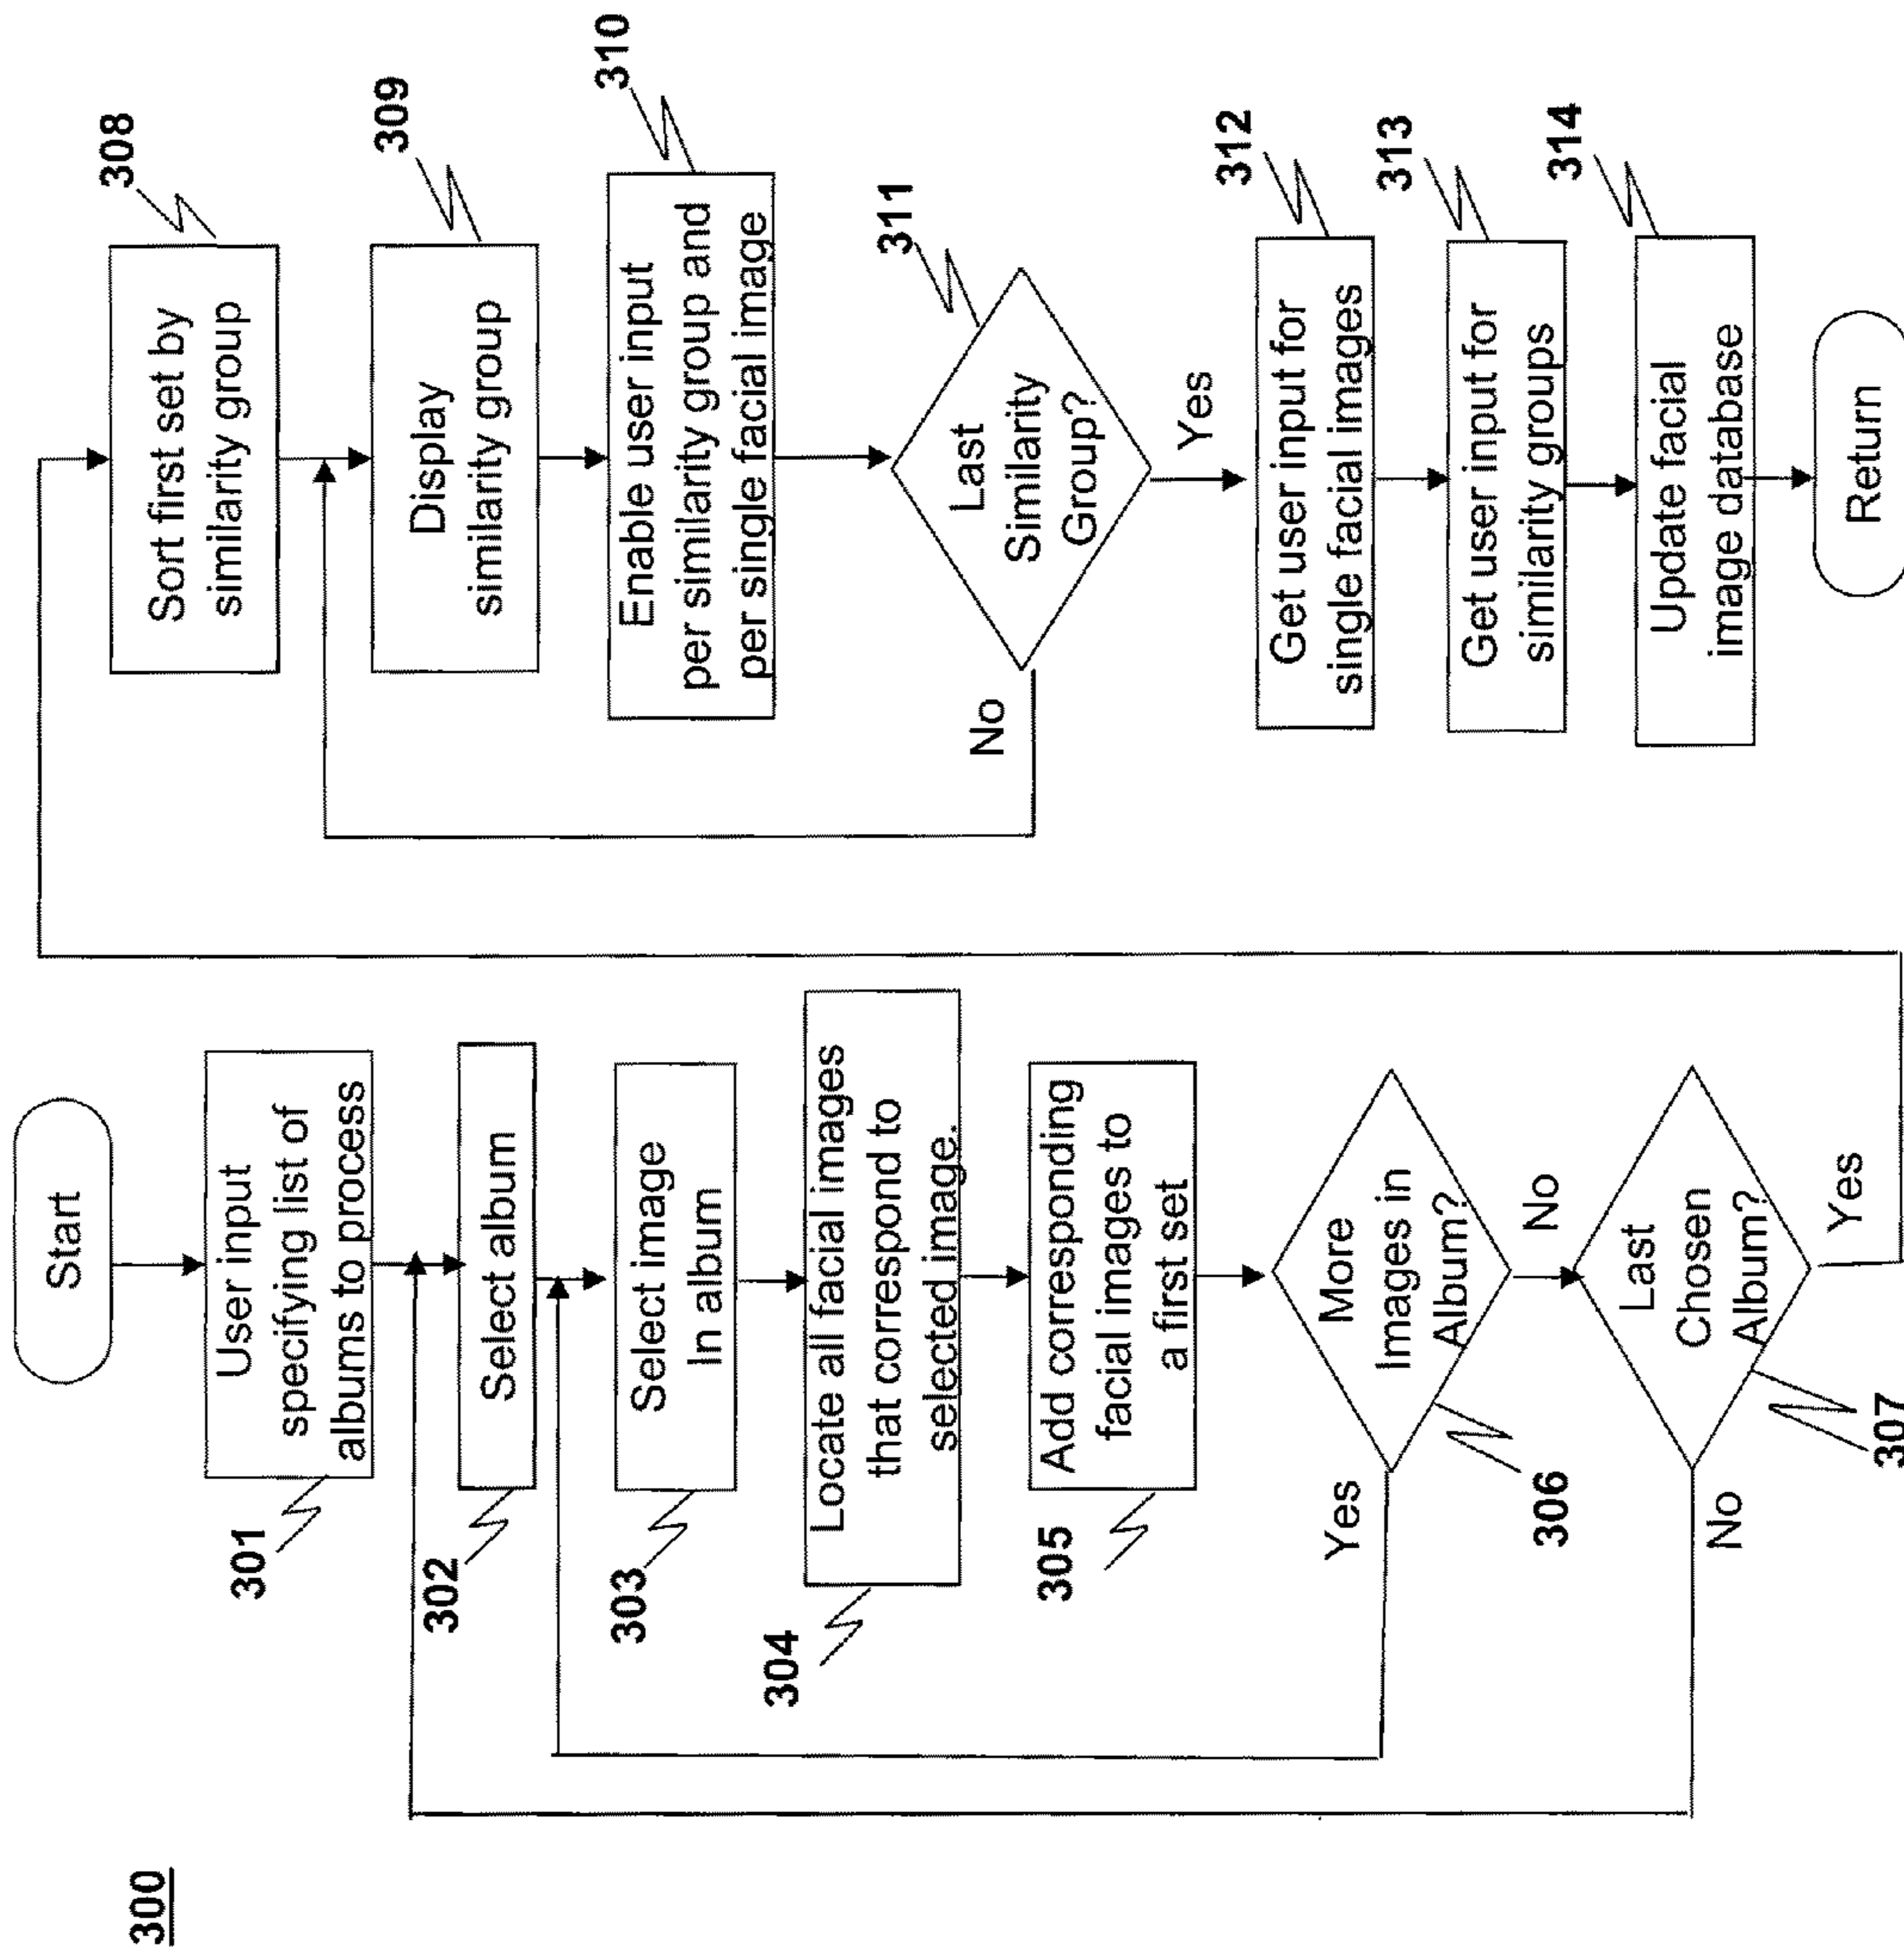 300
Start
User input
specifying list of
albums to process
301
Select album
302
Select image
In album
303
Locate all facial images
that correspond to
selected image.
304
Add corresponding
facial images to
a first set
305
More
Images in
Album?
306
Yes
No
Last
Chosen
Album?
307
No
Yes
Sort first set by
similarity group
308
Display
similarity group
309
Enable user input
per similarity group and
per single facial image
310
Last
Similarity
Group?
311
No
Yes
Get user input for
single facial images
312
Get user input for
similarity groups
313
Update facial
image database
314
Return